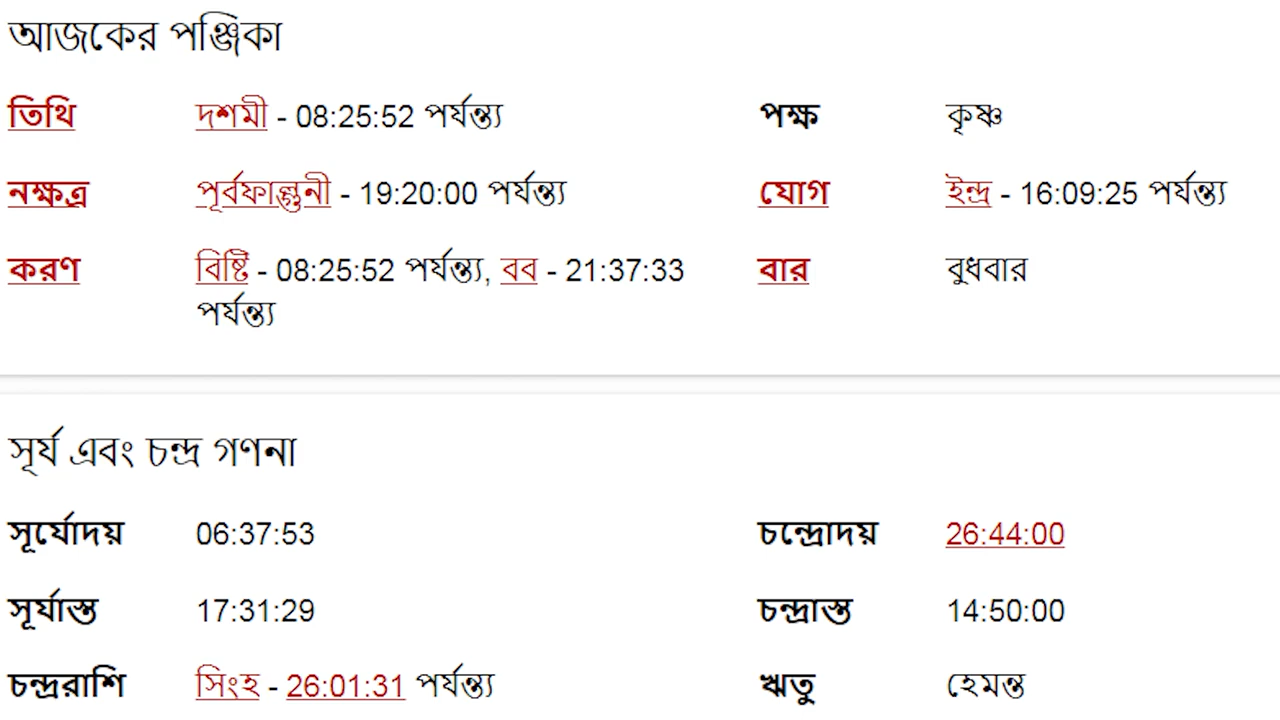 আজকের পঞ্জিকা
তিথি দশমী - 08:25:52 পর্যন্ত্য পক্ষ কৃষ্ণ
নক্ষত্র পূর্বফাল্গুনী - 19:20:00 পর্যন্ত্য যোগ ইন্দ্র - 16:09:25 পর্যন্ত্য
করণ বিষ্টি - 08:25:52 পর্যন্ত্য, বব - 21:37:33 বার বুধবার
পর্যন্ত্য
সূর্য এবং চন্দ্র গণনা
সূর্যোদয় 06:37:53 চন্দ্রোদয় 26:44:00
সূর্যাস্ত 17:31:29 চন্দ্রাস্ত 14:50:00
চন্দ্ররাশি সিংহ - 26:01:31 পর্যন্ত্য ঋতু হেমন্ত